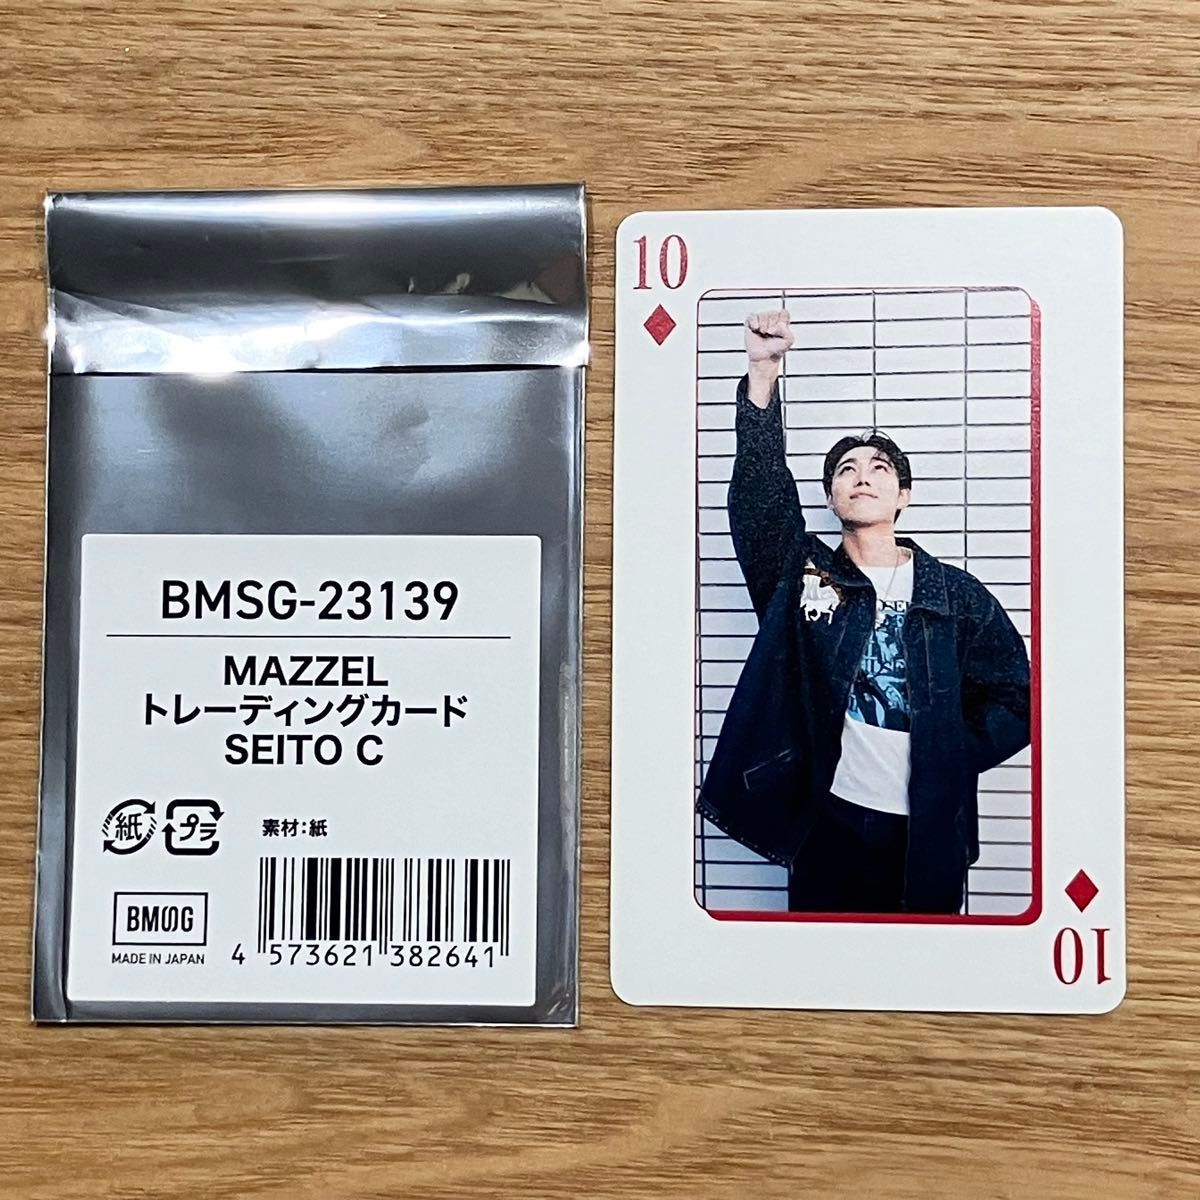 BMSG-23139
MAZZEL
トレーディングカード
SEITO C
紙
プラ
素材:紙
BMSG
MADE IN JAPAN
4 573621 382641
10
10